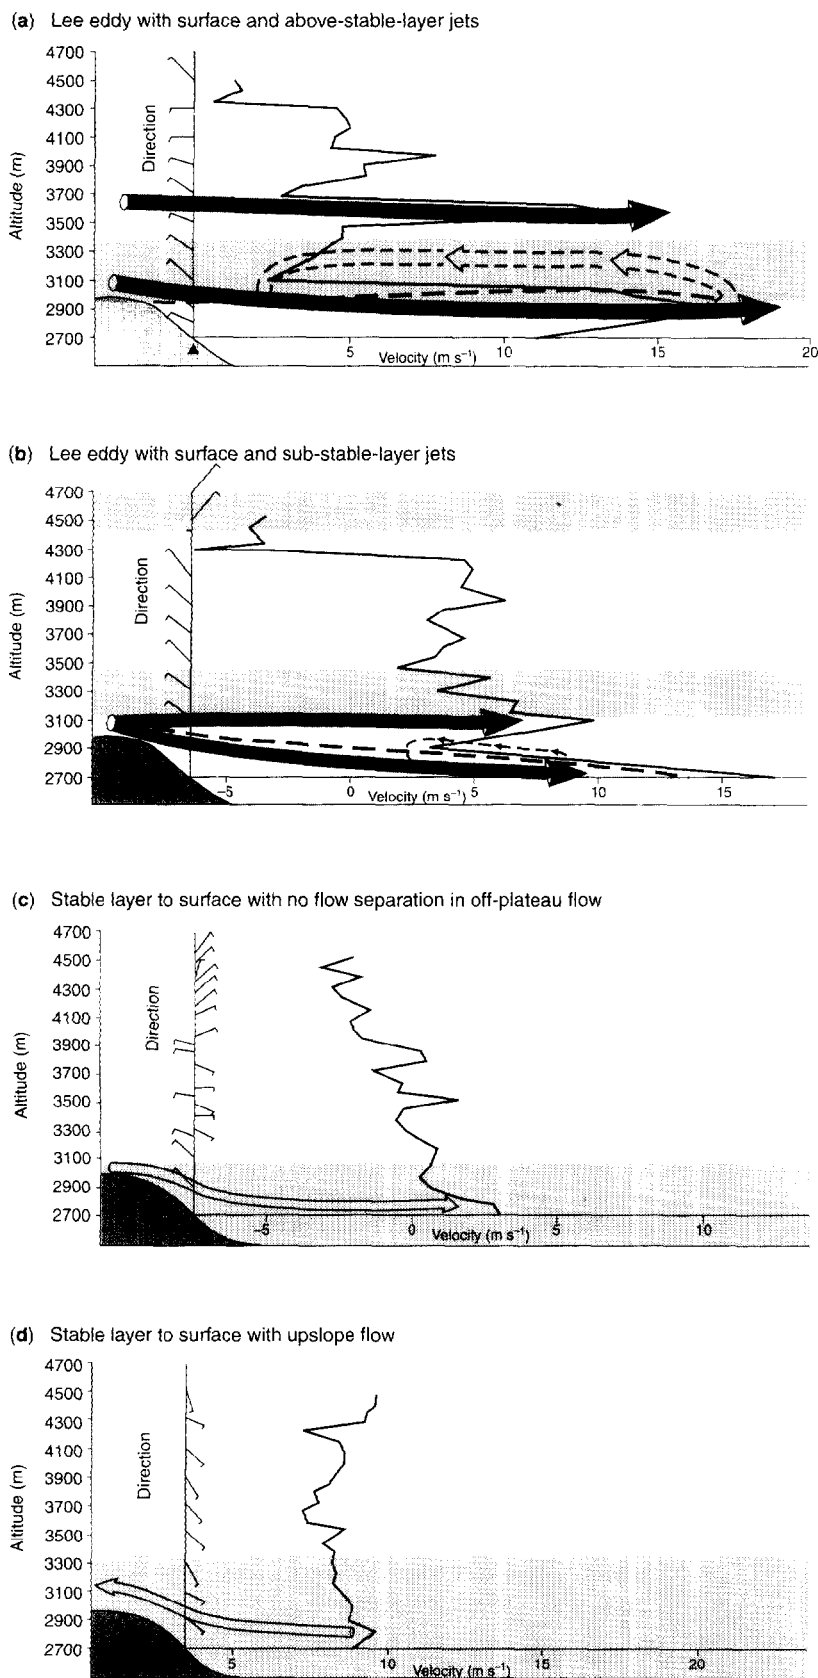 (a) Lee eddy with surface and above-stable-layer jets
4700
4500
4300
4100
3900
3700
3500
3300
3100
2900
2700
Altitude (m)
Direction
5 10 15 20
Velocity (m s⁻¹)
(b) Lee eddy with surface and sub-stable-layer jets
4700
4500
4300
4100
3900
3700
3500
3300
3100
2900
2700
Altitude (m)
Direction
–5 0 5 10 15
Velocity (m s⁻¹)
(c) Stable layer to surface with no flow separation in off-plateau flow
4700
4500
4300
4100
3900
3700
3500
3300
3100
2900
2700
Altitude (m)
Direction
–5 0 5 10
Velocity (m s⁻¹)
(d) Stable layer to surface with upslope flow
4700
4500
4300
4100
3900
3700
3500
3300
3100
2900
2700
Altitude (m)
Direction
5 10 15 20
Velocity (m s⁻¹)